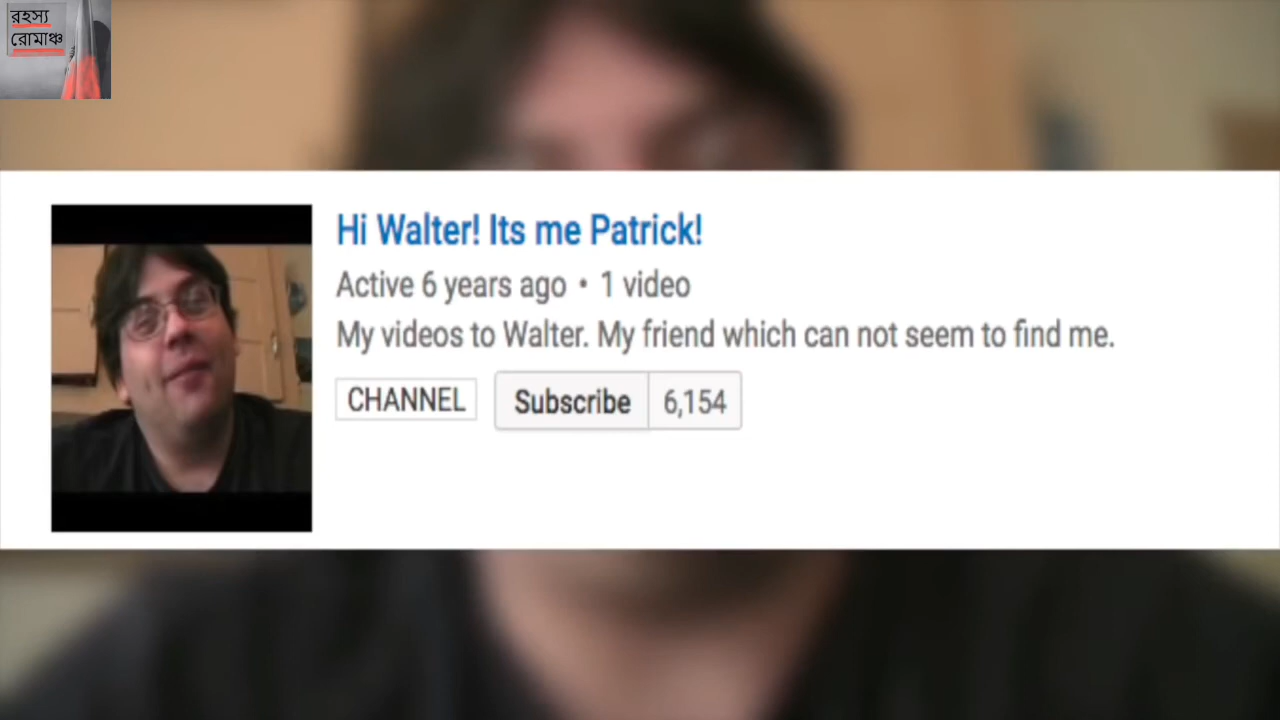 রহস্য
রোমাঞ্চ
Hi Walter! Its me Patrick!
Active 6 years ago • 1 video
My videos to Walter. My friend which can not seem to find me.
CHANNEL
Subscribe 6,154